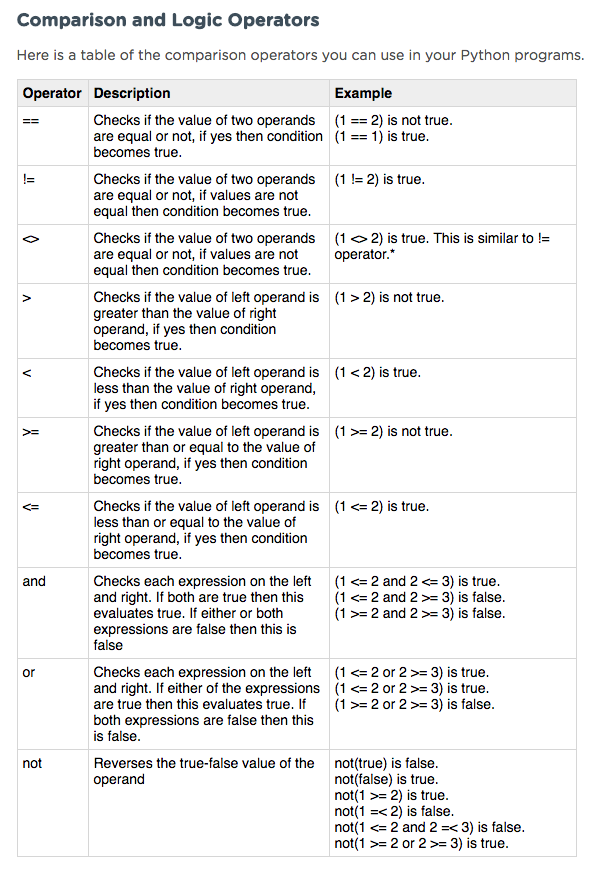 Comparison and Logic Operators
Here is a table of the comparison operators you can use in your Python programs.
Operator Description Example
== Checks if the value of two operands (1 == 2) is not true.
are equal or not, if yes then condition (1 == 1) is true.
becomes true.
!= Checks if the value of two operands (1 != 2) is true.
are equal or not, if values are not
equal then condition becomes true.
<> Checks if the value of two operands (1 <> 2) is true. This is similar to !=
are equal or not, if values are not operator.*
equal then condition becomes true.
> Checks if the value of left operand is (1 > 2) is not true.
greater than the value of right
operand, if yes then condition
becomes true.
< Checks if the value of left operand is (1 < 2) is true.
less than the value of right operand,
if yes then condition becomes true.
>= Checks if the value of left operand is (1 >= 2) is not true.
greater than or equal to the value of
right operand, if yes then condition
becomes true.
<= Checks if the value of left operand is (1 <= 2) is true.
less than or equal to the value of
right operand, if yes then condition
becomes true.
and Checks each expression on the left (1 <= 2 and 2 <= 3) is true.
and right. If both are true then this (1 <= 2 and 2 >= 3) is false.
evaluates true. If either or both (1 >= 2 and 2 >= 3) is false.
expressions are false then this is
false
or Checks each expression on the left (1 <= 2 or 2 >= 3) is true.
and right. If either of the expressions (1 <= 2 or 2 >= 3) is true.
are true then this evaluates true. If (1 >= 2 or 2 >= 3) is false.
both expressions are false then this
is false.
not Reverses the true-false value of the not(true) is false.
operand not(false) is true.
not(1 >= 2) is true.
not(1 =< 2) is false.
not(1 <= 2 and 2 =< 3) is false.
not(1 >= 2 or 2 >= 3) is true.